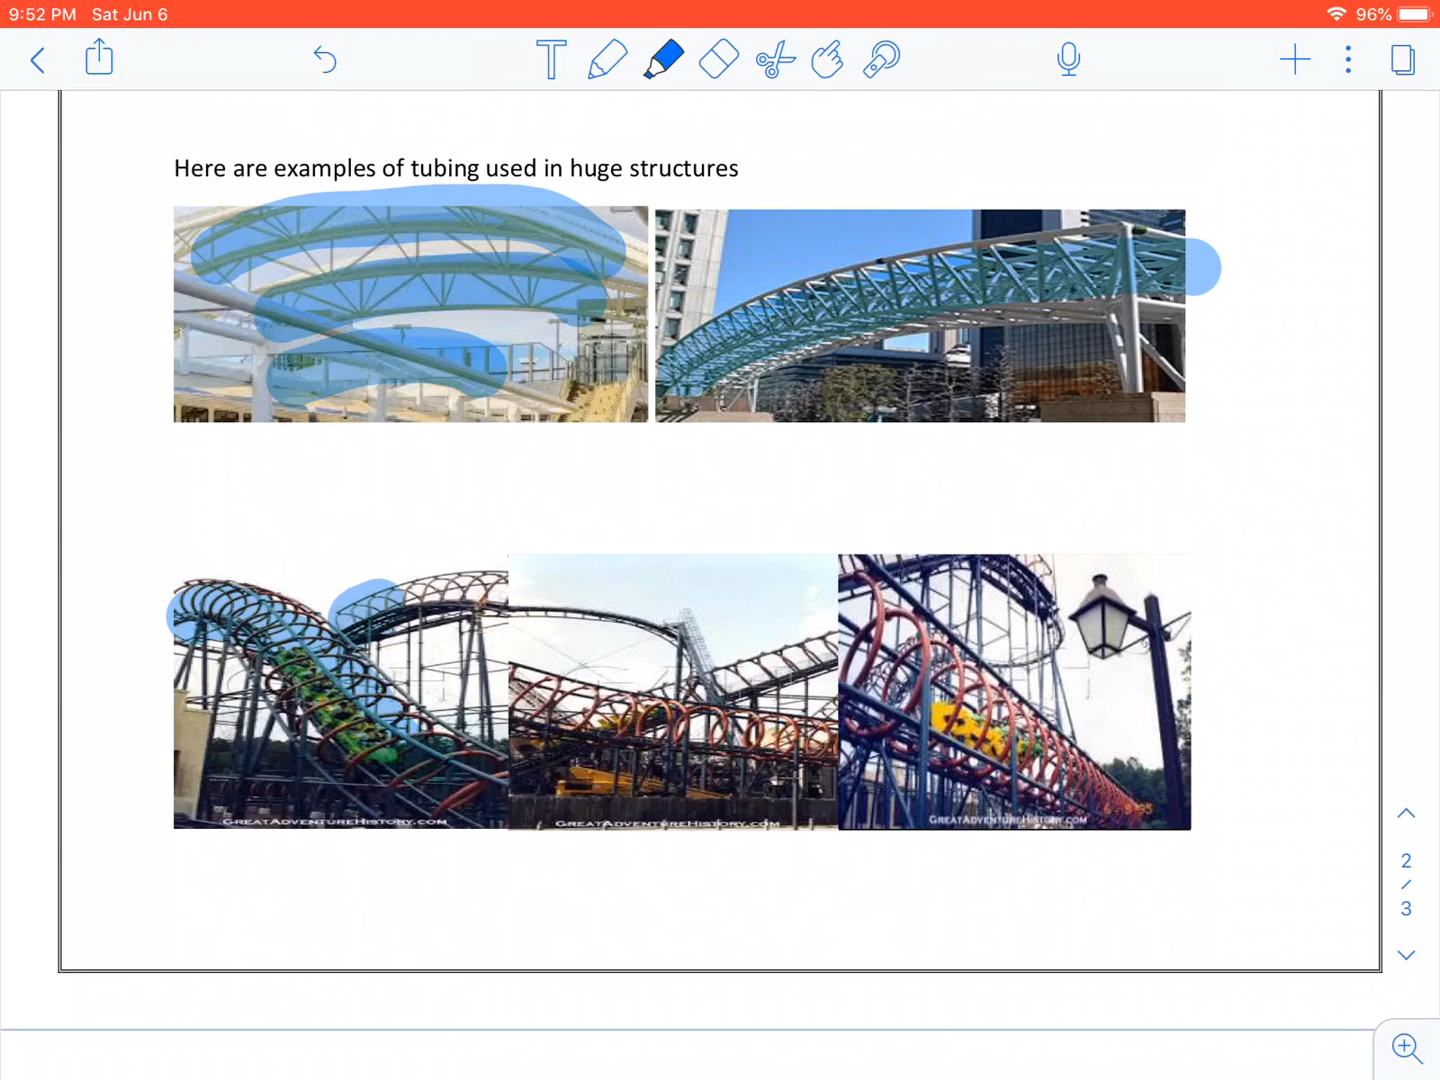 9:52 PM Sat Jun 6 96%
T
Here are examples of tubing used in huge structures
GREATADVENTUREHISTORY.COM GREATADVENTUREHISTORY.COM GREATADVENTUREHISTORY.COM
2
/
3